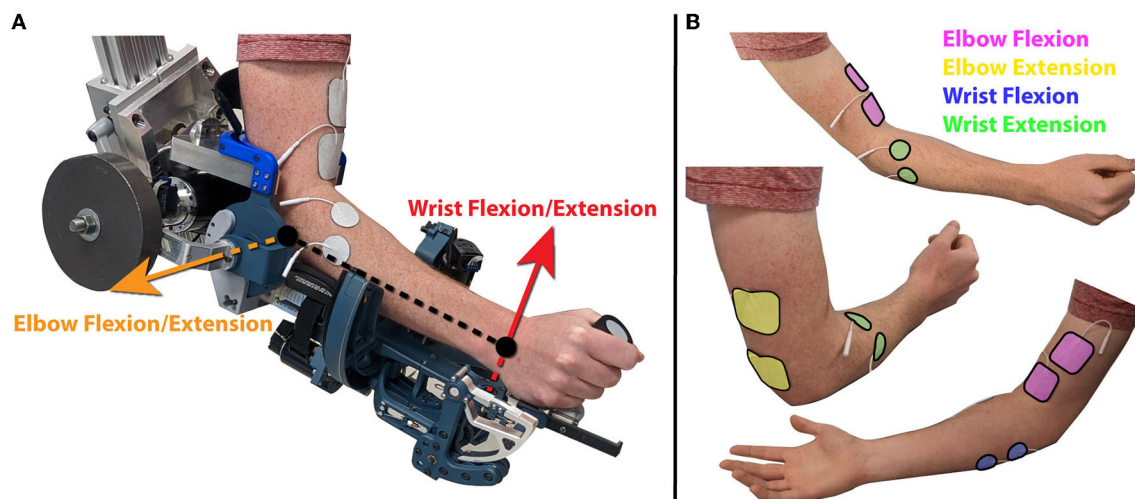 A
Wrist Flexion/Extension
Elbow Flexion/Extension
B
Elbow Flexion
Elbow Extension
Wrist Flexion
Wrist Extension